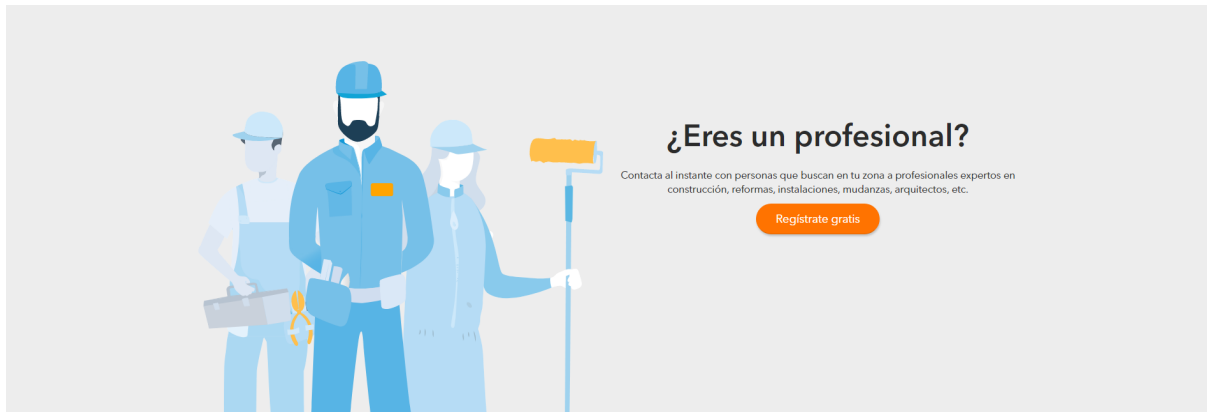 ¿Eres un profesional?
Contacta al instante con personas que buscan en tu zona a profesionales expertos en
construcción, reformas, instalaciones, mudanzas, arquitectos, etc.
Regístrate gratis